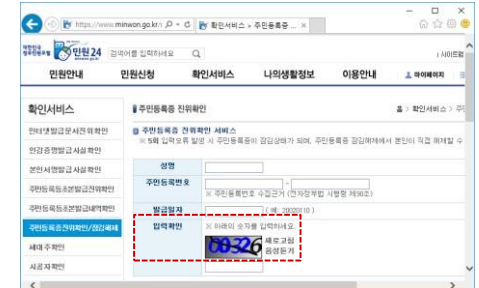 https://www.minwon.go.kr/i
확인서비스 » 주민등록증 ...
대한민국
정부민원포털
민원24
검색어를 입력하세요
민원안내 민원신청 확인서비스 나의생활정보 이용안내 마이페이지
확인서비스
인터넷발급문서진위확인
인감증명발급사실확인
본인서명발급사실확인
주민등록등초본발급진위확인
주민등록등초본발급내역확인
주민등록증진위확인/잠김해제
세대주확인
시공자확인
주민등록증 진위확인
홈 > 확인서비스 >
주민등록증 진위확인 서비스
※ 5회 입력오류 발생 시 주민등록증이 잠김상태가 되며, 주민등록증 잠김해제에서 본인이 직접 해제할 수
성명
주민등록번호 -
※ 주민등록번호 수집근거 (전자정부법 시행령 제90조)
발급일자 ( 예: 20020110 )
입력확인 ※ 아래의 숫자를 입력하세요.
00326 새로고침
음성듣기